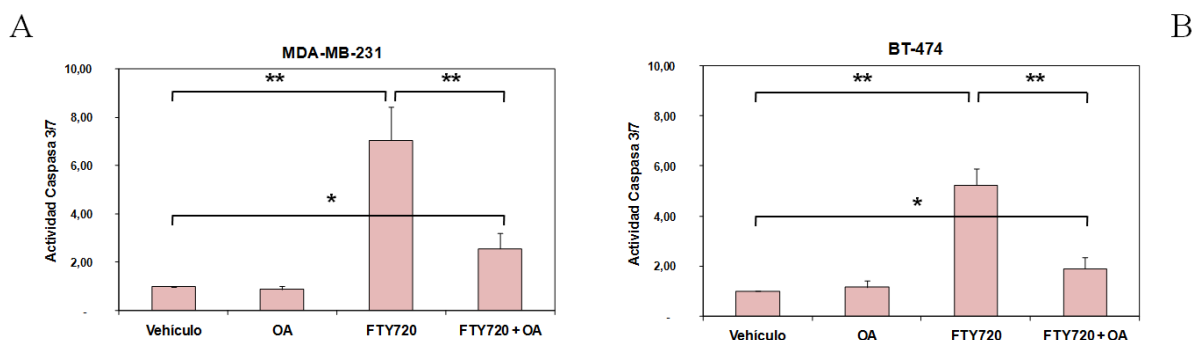 A
B
MDA-MB-231
Actividad Caspasa 3/7
10,00
8,00
6,00
4,00
2,00
-
**
**
*
Vehiculo OA FTY720 FTY720 + OA
BT-474
Actividad Caspasa 3/7
10,00
8,00
6,00
4,00
2,00
-
**
**
*
Vehiculo OA FTY720 FTY720 + OA